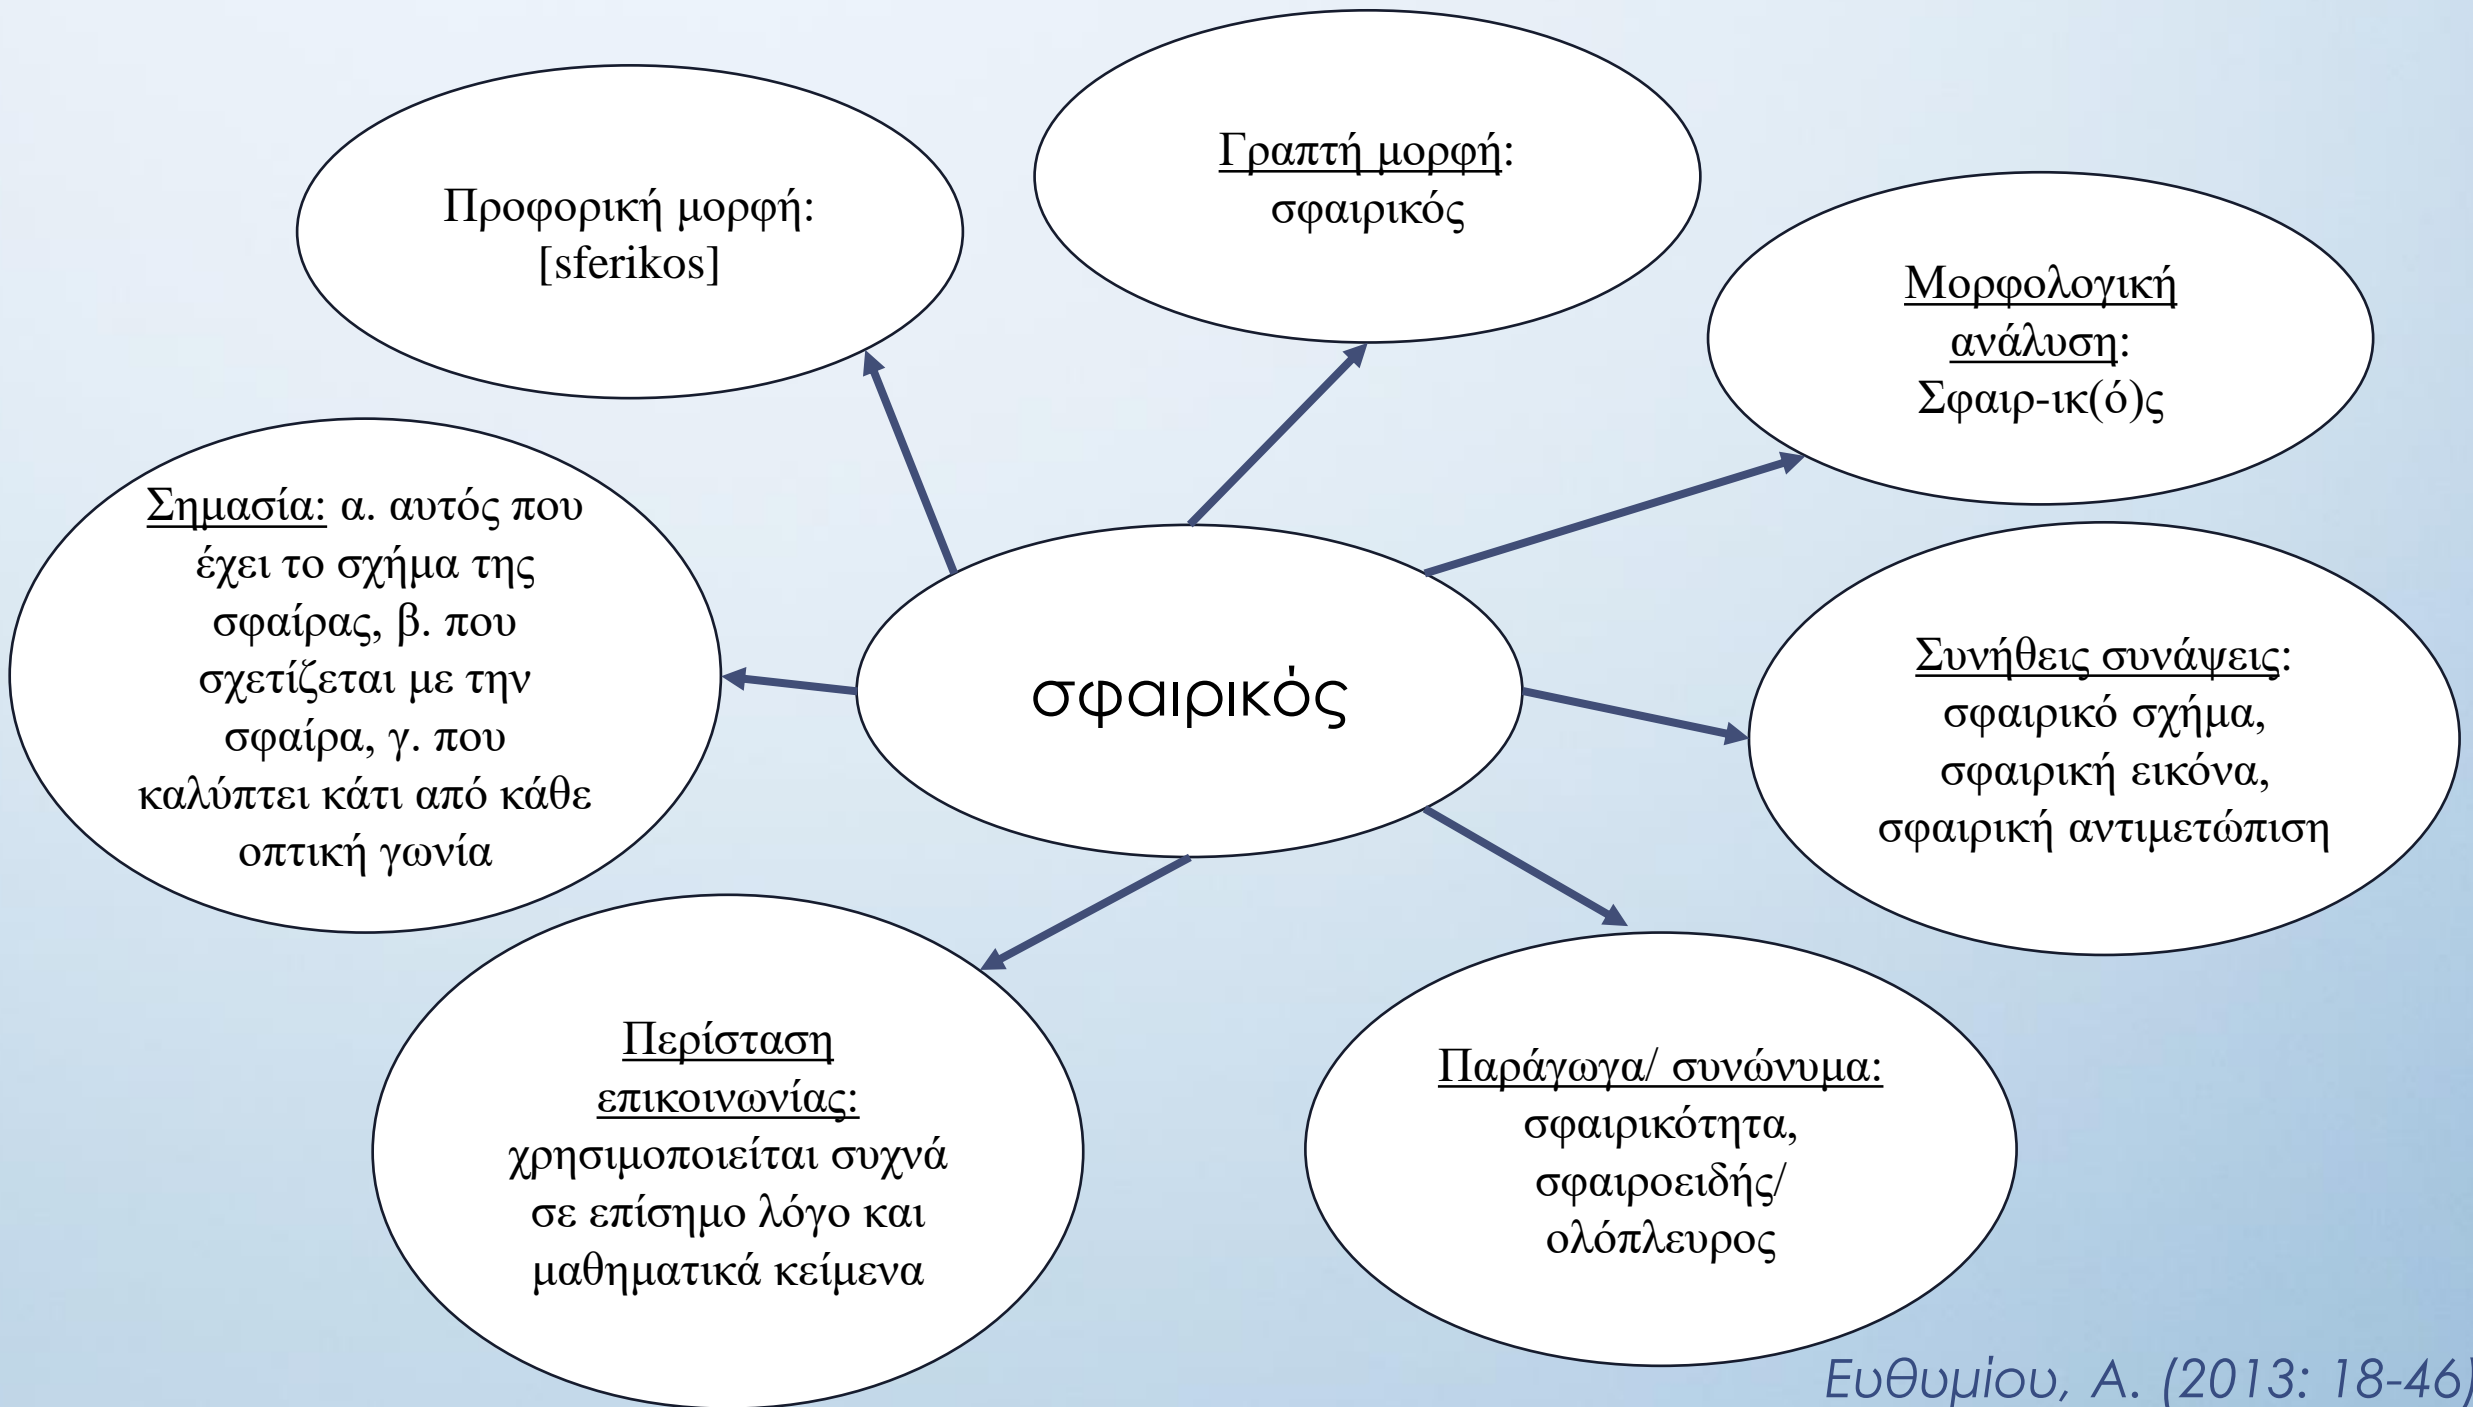 Προφορική μορφή:
[sferikos]
Γραπτή μορφή:
σφαιρικός
Μορφολογική
ανάλυση:
Σφαιρ-ικ(ό)ς
Σημασία: α. αυτός που
έχει το σχήμα της
σφαίρας, β. που
σχετίζεται με την
σφαίρα, γ. που
καλύπτει κάτι από κάθε
οπτική γωνία
σφαιρικός
Συνήθεις συνάψεις:
σφαιρικό σχήμα,
σφαιρική εικόνα,
σφαιρική αντιμετώπιση
Περίσταση
επικοινωνίας:
χρησιμοποιείται συχνά
σε επίσημο λόγο και
μαθηματικά κείμενα
Παράγωγα/ συνώνυμα:
σφαιρικότητα,
σφαιροειδής/
ολόπλευρος
Ευθυμίου, Α. (2013: 18-46)